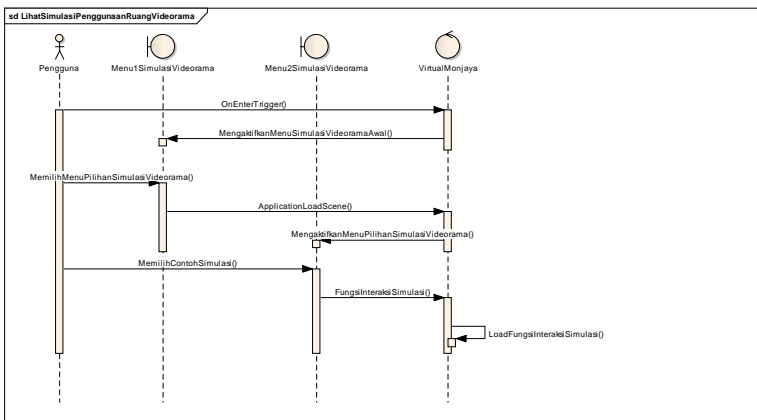 sd LihatSimulasiPenggunaanRuangVideorama
Pengguna
Menu1SimulasiVideorama
Menu2SimulasiVideorama
VirtualMonjaya
OnEnterTrigger()
MengaktifkanMenuSimulasiVideoramaAwal()
MemilihMenuPilihanSimulasiVideorama()
ApplicationLoadScene()
MengaktifkanMenuPilihanSimulasiVideorama()
MemilihContohSimulasi()
FungsiInteraksiSimulasi()
LoadFungsiInteraksiSimulasi()